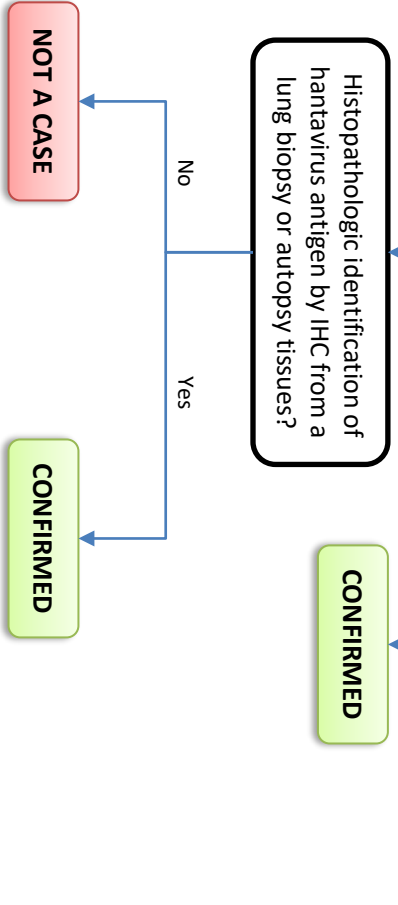 Histopathologic identification of
hantavirus antigen by IHC from a
lung biopsy or autopsy tissues?
CONFIRMED
No
Yes
NOT A CASE
CONFIRMED